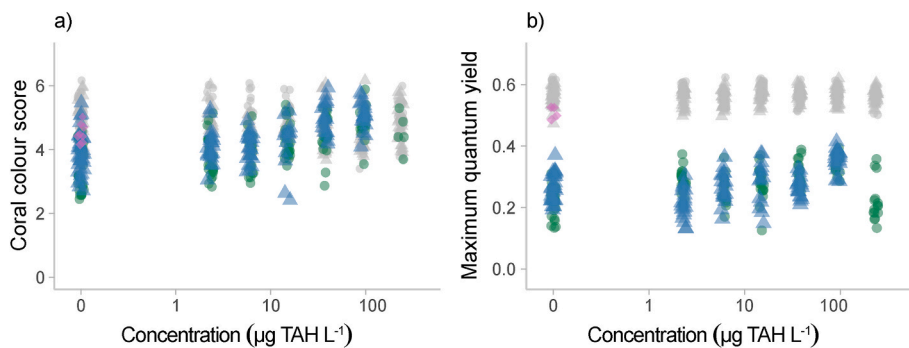 a)
Coral colour score
6
4
2
0
0
1
10
100
Concentration (µg TAH L⁻¹)
b)
Maximum quantum yield
0.6
0.4
0.2
0.0
0
1
10
100
Concentration (µg TAH L⁻¹)